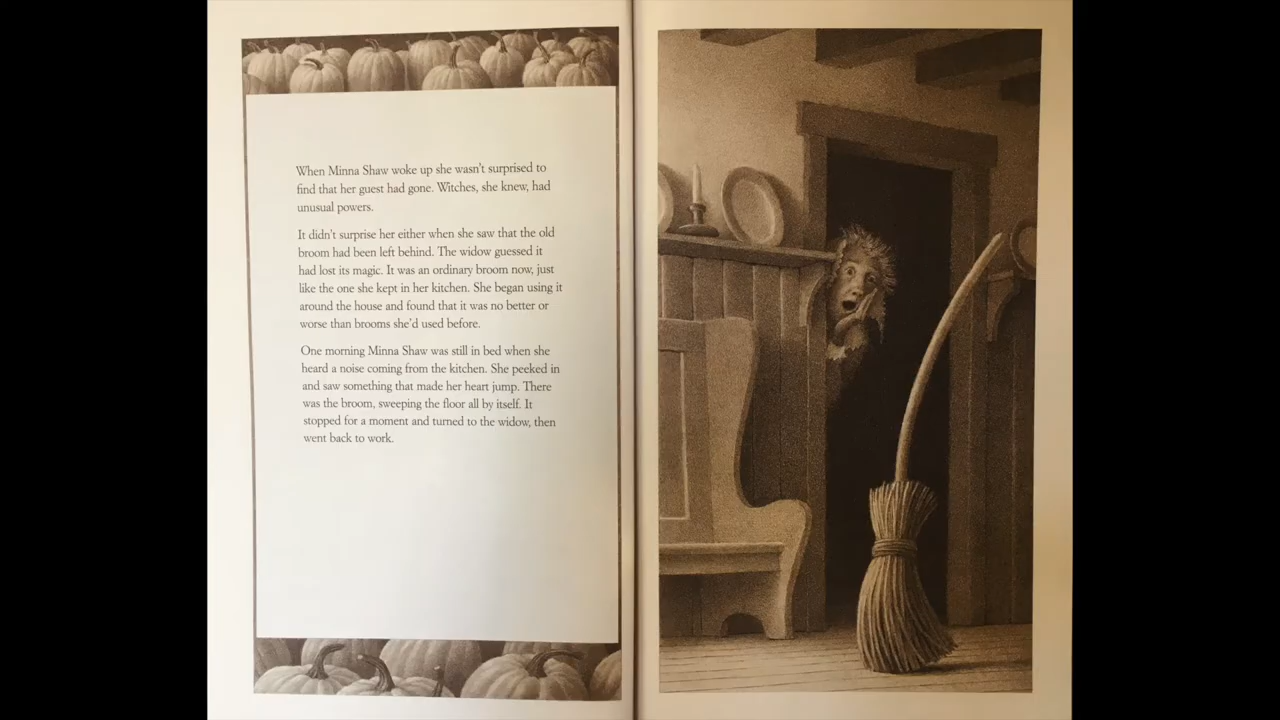 When Minna Shaw woke up she wasn't surprised to
find that her guest had gone. Witches, she knew, had
unusual powers.
It didn't surprise her either when she saw that the old
broom had been left behind. The widow guessed it
had lost its magic. It was an ordinary broom now, just
like the one she kept in her kitchen. She began using it
around the house and found that it was no better or
worse than brooms she'd used before.
One morning Minna Shaw was still in bed when she
heard a noise coming from the kitchen. She peeked in
and saw something that made her heart jump. There
was the broom, sweeping the floor all by itself. It
stopped for a moment and turned to the widow, then
went back to work.